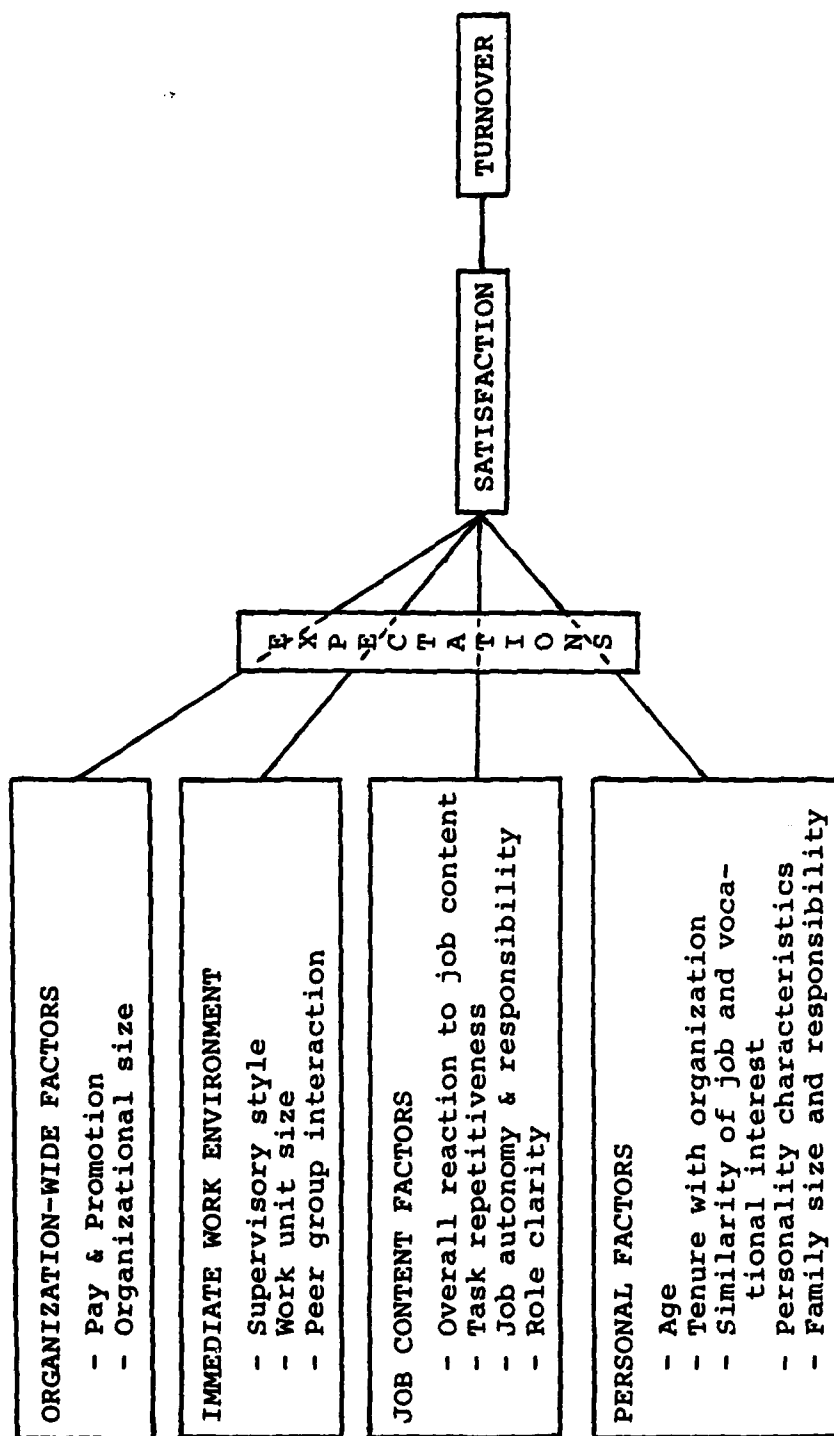 ORGANIZATION-WIDE FACTORS
- Pay & Promotion
- Organizational size
IMMEDIATE WORK ENVIRONMENT
- Supervisory style
- Work unit size
- Peer group interaction
JOB CONTENT FACTORS
- Overall reaction to job content
- Task repetitiveness
- Job autonomy & responsibility
- Role clarity
PERSONAL FACTORS
- Age
- Tenure with organization
- Similarity of job and voca-
tional interest
- Personality characteristics
- Family size and responsibility
EXPECTATIONS
SATISFACTION
TURNOVER